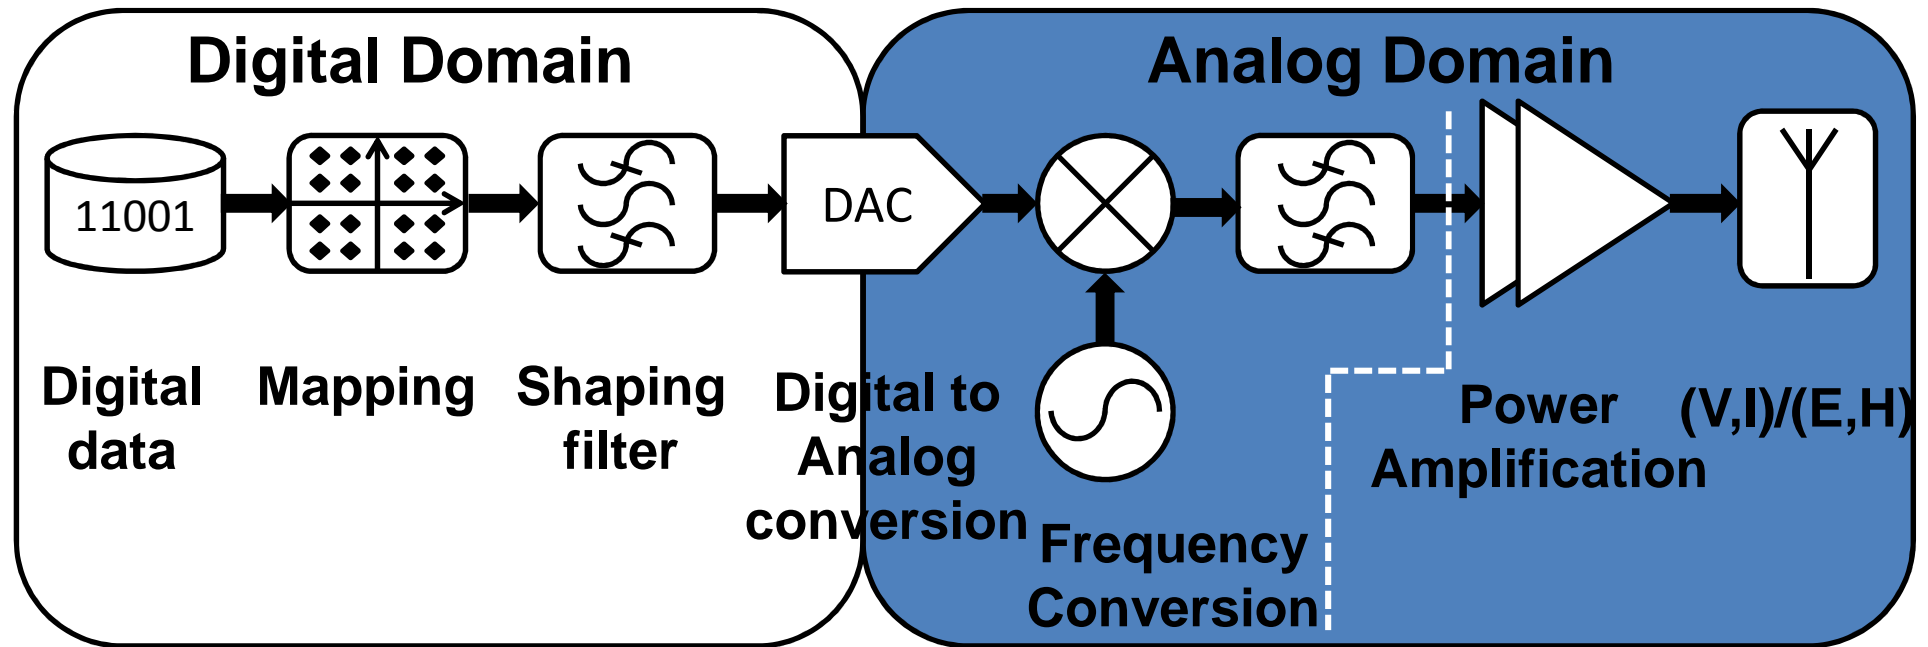 Digital Domain
Analog Domain
11001
DAC
Digital
data
Mapping
Shaping
filter
Digital to
Analog
conversion
Frequency
Conversion
Power
Amplification
(V,I)/(E,H)